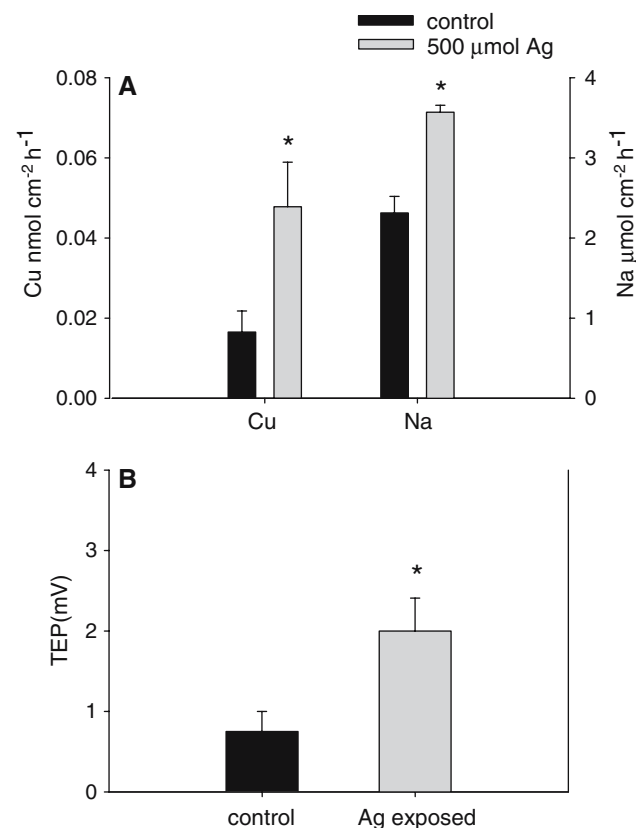 control
500 μmol Ag
A
Cu nmol cm-2 h-1
0.08
0.06
0.04
0.02
0.00
*
*
4
3
2
1
0
Na μmol cm-2 h-1
Cu
Na
B
TEP(mV)
4
3
2
1
0
*
control
Ag exposed